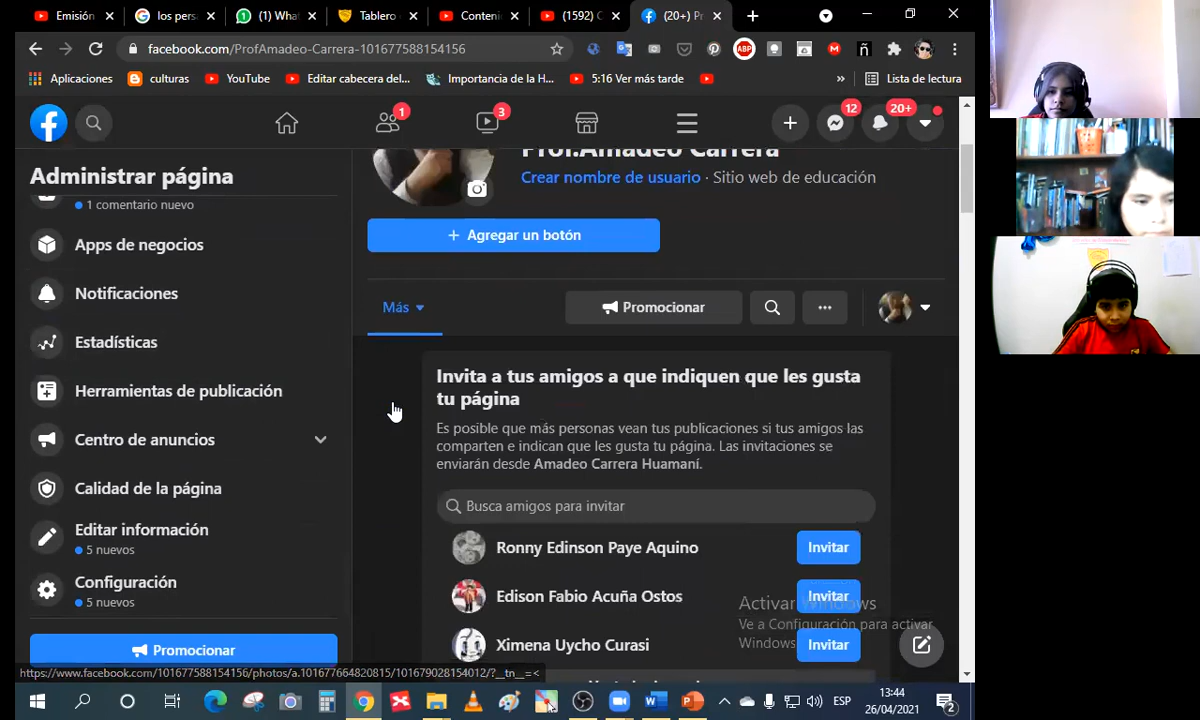 Emisión
los pers
(1) What
Tablero
Conteni
(1592) C
(20+) Pr
facebook.com/ProfAmadeo-Carrera-101677588154156
Aplicaciones
culturas
YouTube
Editar cabecera del...
Importancia de la H...
5:16 Ver más tarde
»
Lista de lectura
1
3
12
20+
Administrar página
1 comentario nuevo
Apps de negocios
Notificaciones
Estadísticas
Herramientas de publicación
Centro de anuncios
Calidad de la página
Editar información
5 nuevos
Configuración
5 nuevos
Promocionar
Prof.Amadeo Carrera
Crear nombre de usuario · Sitio web de educación
+ Agregar un botón
Más
Promocionar
...
Invita a tus amigos a que indiquen que les gusta
tu página
Es posible que más personas vean tus publicaciones si tus amigos las
comparten e indican que les gusta tu página. Las invitaciones se
enviarán desde Amadeo Carrera Huamaní.
Busca amigos para invitar
Ronny Edinson Paye Aquino
Invitar
Edison Fabio Acuña Ostos
Invitar
Ximena Uycho Curasi
Invitar
Activar Windows
Ve a Configuración para activar
Windows.
https://www.facebook.com/101677588154156/photos/a.101677664820815/101679028154012/?__tn__=<
ESP
13:44
26/04/2021
2